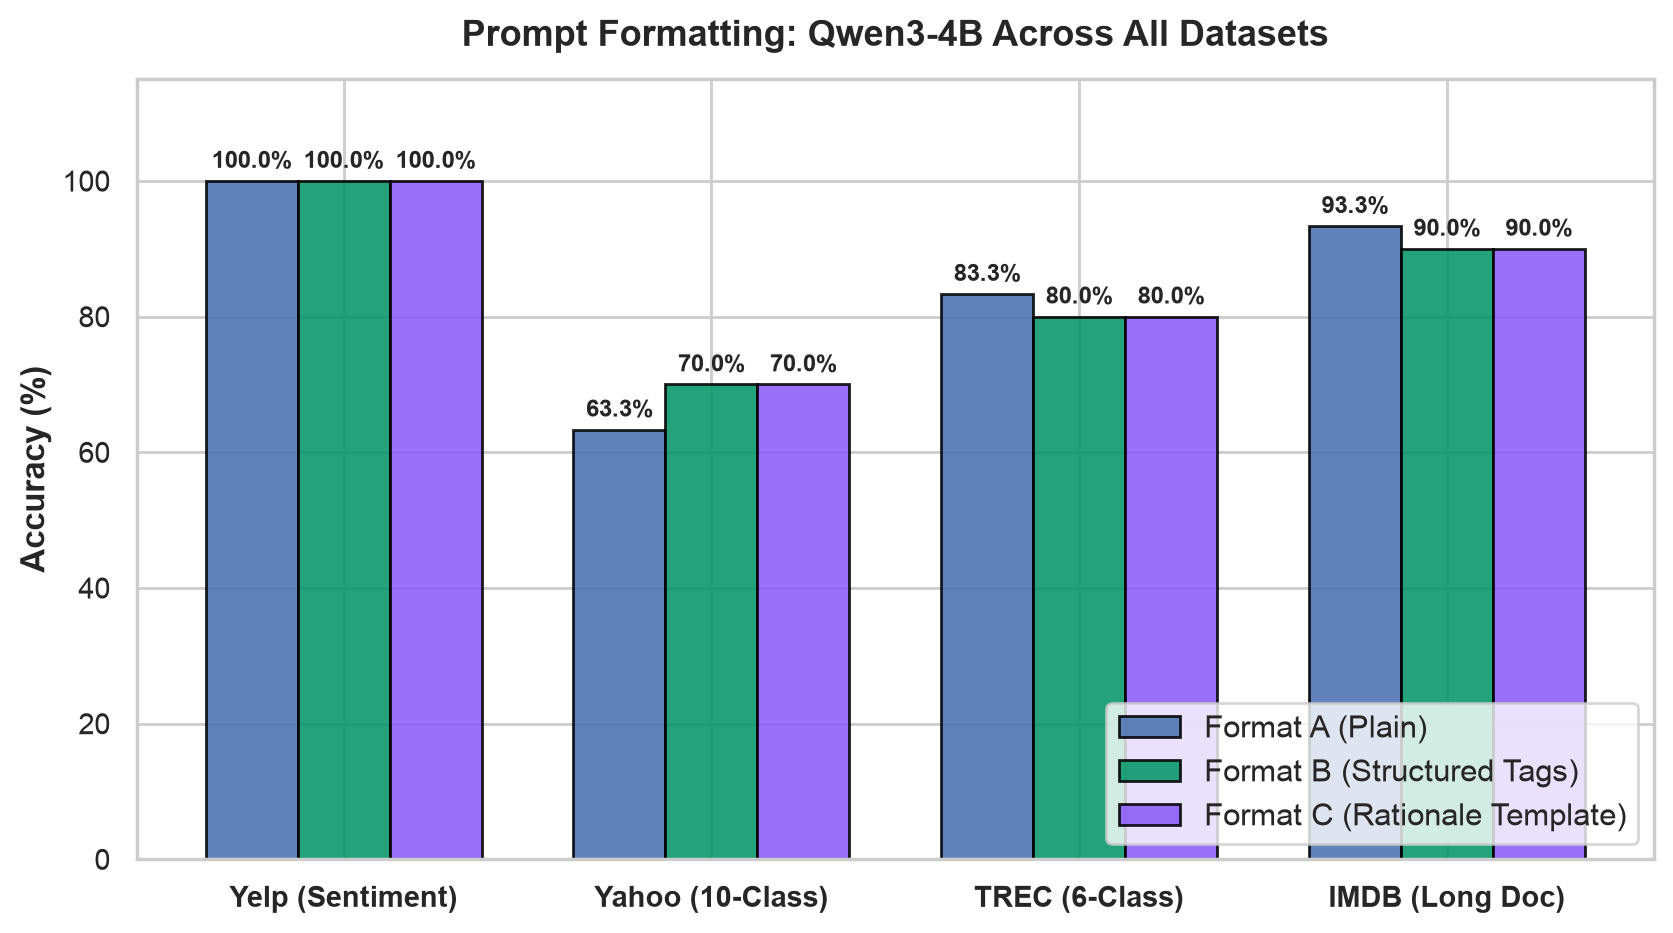 Prompt Formatting: Qwen3-4B Across All Datasets
Accuracy (%)
100
80
60
40
20
0
100.0% 100.0% 100.0%
63.3% 70.0% 70.0%
83.3% 80.0% 80.0%
93.3% 90.0% 90.0%
Format A (Plain)
Format B (Structured Tags)
Format C (Rationale Template)
Yelp (Sentiment) Yahoo (10-Class) TREC (6-Class) IMDB (Long Doc)